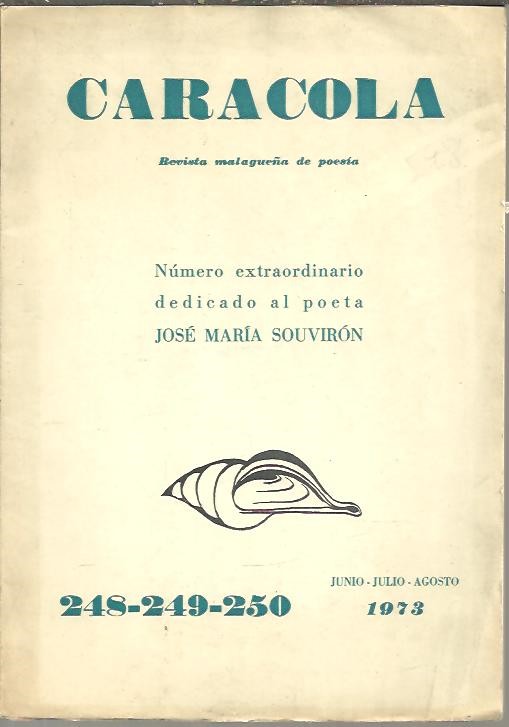 CARACOLA
Revista malagueña de poesía
Número extraordinario
dedicado al poeta
JOSÉ MARÍA SOUVIRÓN
JUNIO - JULIO - AGOSTO
248-249-250 1973